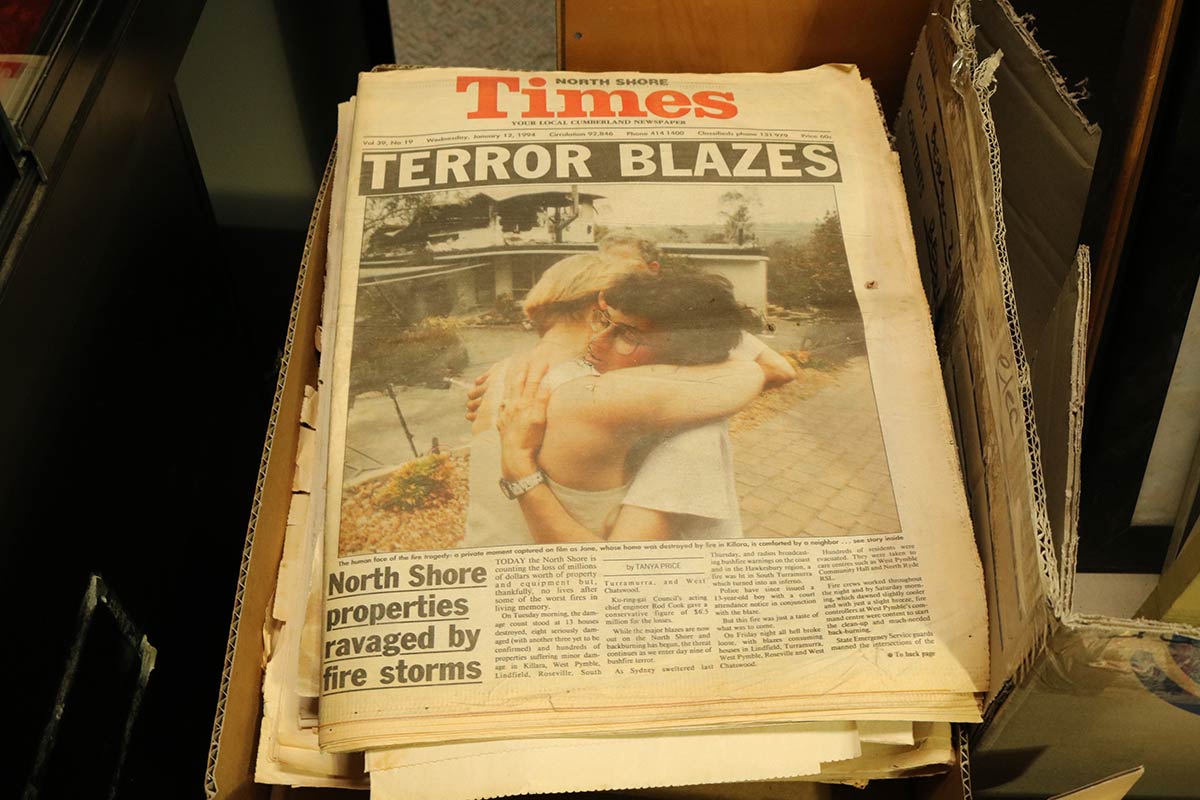 NORTH SHORE
Times
YOUR LOCAL CUMBERLAND NEWSPAPER
Vol 39, No 19 Wednesday, January 12, 1994 Circulation 92,846 Phone 414 1400 Classifieds phone 131 979 Price 60c
TERROR BLAZES
The human face of the fire tragedy: a private moment captured on film as Jane, whose home was destroyed by fire in Killara, is comforted by a neighbor . . . see story inside
North Shore
properties
ravaged by
fire storms
TODAY the North Shore is
counting the loss of millions
of dollars worth of property
and equipment but,
thankfully, no lives after
some of the worst fires in
living memory.
On Tuesday morning, the dam-
age count stood at 13 houses
destroyed, eight seriously dam-
aged (with another three yet to be
confirmed) and hundreds of
properties suffering minor dam-
age in Killara, West Pymble,
Lindfield, Roseville, South
by TANYA PRICE
Turramurra, and West
Chatswood.
Ku-ring-gai Council's acting
chief engineer Rod Cook gave a
conservative figure of $6.5
million for the losses.
While the major blazes are now
out on the North Shore and
backburning has begun, the threat
continues as we enter day nine of
bushfire terror.
As Sydney sweltered last
Thursday, and radios broadcast-
ing bushfire warnings on the coast
and in the Hawkesbury region, a
fire was lit in South Turramurra
which turned into an inferno.
Police have since issued a
13-year-old boy with a court
attendance notice in conjunction
with the blaze.
But this fire was just a taste of
what was to come.
On Friday night all hell broke
loose, with blazes consuming
houses in Lindfield, Turramurra,
West Pymble, Roseville and West
Chatswood.
Hundreds of residents were
evacuated. They were taken to
care centres such as West Pymble
Community Hall and North Ryde
RSL.
Fire crews worked throughout
the night and by Saturday morn-
ing, which dawned slightly cooler
and with just a slight breeze, fire
controllers at West Pymble's com-
mand centre were content to start
the clean-up and much-needed
back-burning.
State Emergency Service guards
manned the intersections of the
● To back page